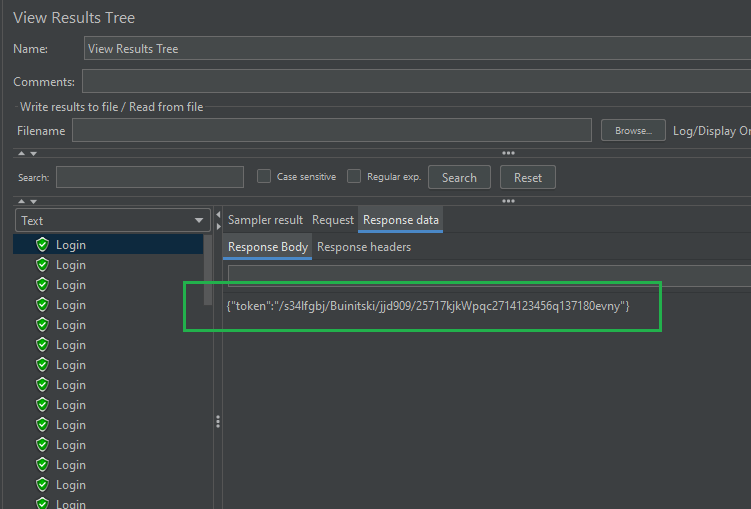 View Results Tree
Name: View Results Tree
Comments:
Write results to file / Read from file
Filename Browse... Log/Display On
Search: Case sensitive Regular exp. Search Reset
Text Sampler result Request Response data
Login Response Body Response headers
Login
Login
Login
{"token":"/s34lfgbj/Buinitski/jjd909/25717kjkWpqc2714123456q137180evny"}
Login
Login
Login
Login
Login
Login
Login
Login
Login
Login